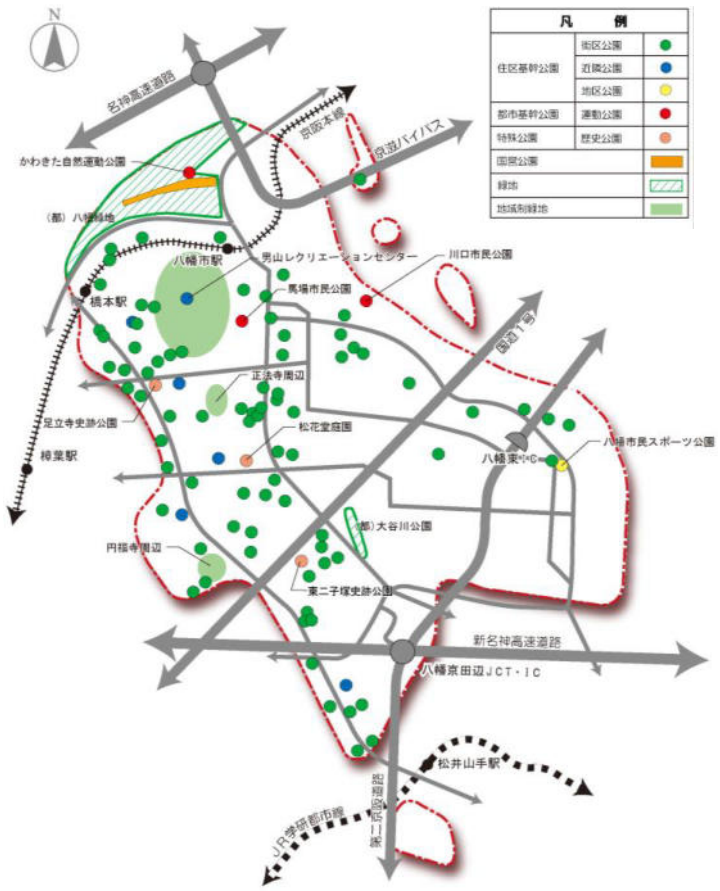 N
凡 例
住区基幹公園
街区公園
近隣公園
地区公園
都市基幹公園
運動公園
特殊公園
歴史公園
国営公園
緑地
地域制緑地
名神高速道路
京阪本線
京滋バイパス
かわきた自然運動公園
(都)八幡緑地
八幡市駅
男山レクリエーションセンター
川口市民公園
馬場市民公園
橋本駅
国道1号
正法寺周辺
足立寺史跡公園
松花堂庭園
八幡市民スポーツ公園
八幡東IC
樟葉駅
(都)大谷川公園
円福寺周辺
東二子塚史跡公園
新名神高速道路
八幡京田辺JCT・IC
松井山手駅
第二京阪道路
JR学研都市線